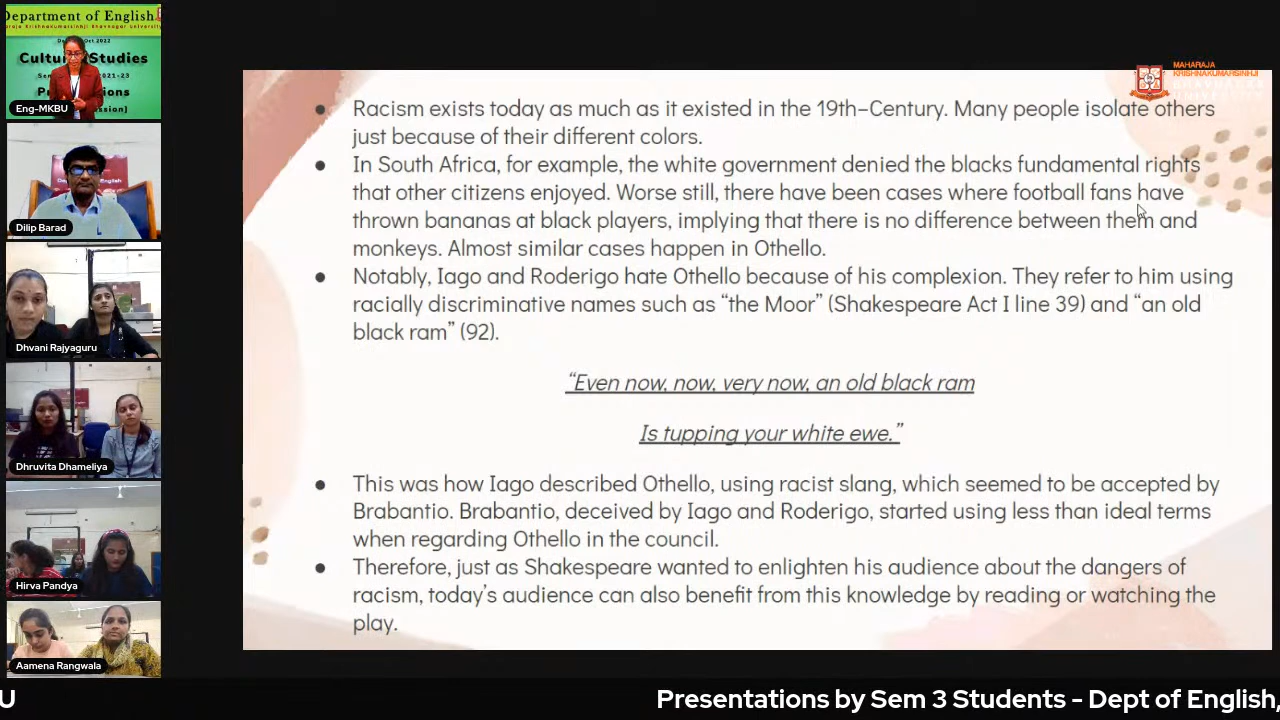 Department of English
Maharaja Krishnakumarsinhji Bhavnagar University
Oct 2022
Cultu Studies
2021-23
Eng-MKBU
Dilip Barad
Dhvani Rajyaguru
Dhruvita Dhameliya
Hirva Pandya
Aamena Rangwala
MAHARAJA
KRISHNAKUMARSINHJI
BHAVNAGAR
UNIVERSITY
● Racism exists today as much as it existed in the 19th–Century. Many people isolate others
just because of their different colors.
● In South Africa, for example, the white government denied the blacks fundamental rights
that other citizens enjoyed. Worse still, there have been cases where football fans have
thrown bananas at black players, implying that there is no difference between them and
monkeys. Almost similar cases happen in Othello.
● Notably, Iago and Roderigo hate Othello because of his complexion. They refer to him using
racially discriminative names such as “the Moor” (Shakespeare Act I line 39) and “an old
black ram” (92).
“Even now, now, very now, an old black ram
Is tupping your white ewe.”
● This was how Iago described Othello, using racist slang, which seemed to be accepted by
Brabantio. Brabantio, deceived by Iago and Roderigo, started using less than ideal terms
when regarding Othello in the council.
● Therefore, just as Shakespeare wanted to enlighten his audience about the dangers of
racism, today’s audience can also benefit from this knowledge by reading or watching the
play.
U
Presentations by Sem 3 Students - Dept of English,